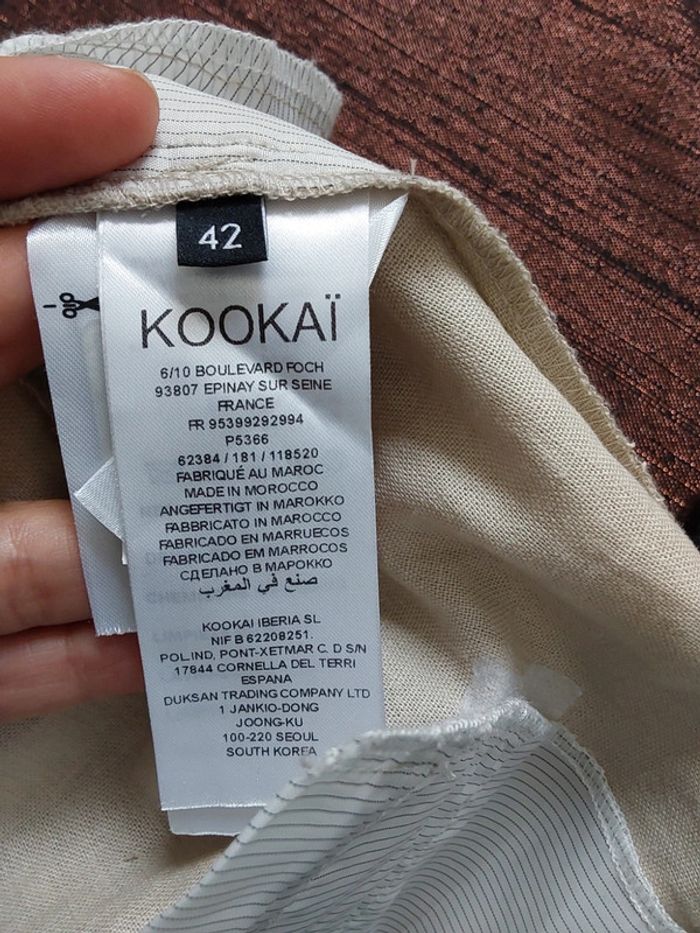 42
KOOKAÏ
6/10 BOULEVARD FOCH
93807 EPINAY SUR SEINE
FRANCE
FR 95399292994
P5366
62384 / 181 / 118520
FABRIQUÉ AU MAROC
MADE IN MOROCCO
ANGEFERTIGT IN MAROKKO
FABBRICATO IN MAROCCO
FABRICADO EN MARRUECOS
FABRICADO EM MARROCOS
СДЕЛАНО В МАРОККО
صنع في المغرب
KOOKAI IBERIA SL
NIF B 62208251.
POL.IND, PONT-XETMAR C. D S/N
17844 CORNELLA DEL TERRI
ESPANA
DUKSAN TRADING COMPANY LTD
1 JANKIO-DONG
JOONG-KU
100-220 SEOUL
SOUTH KOREA